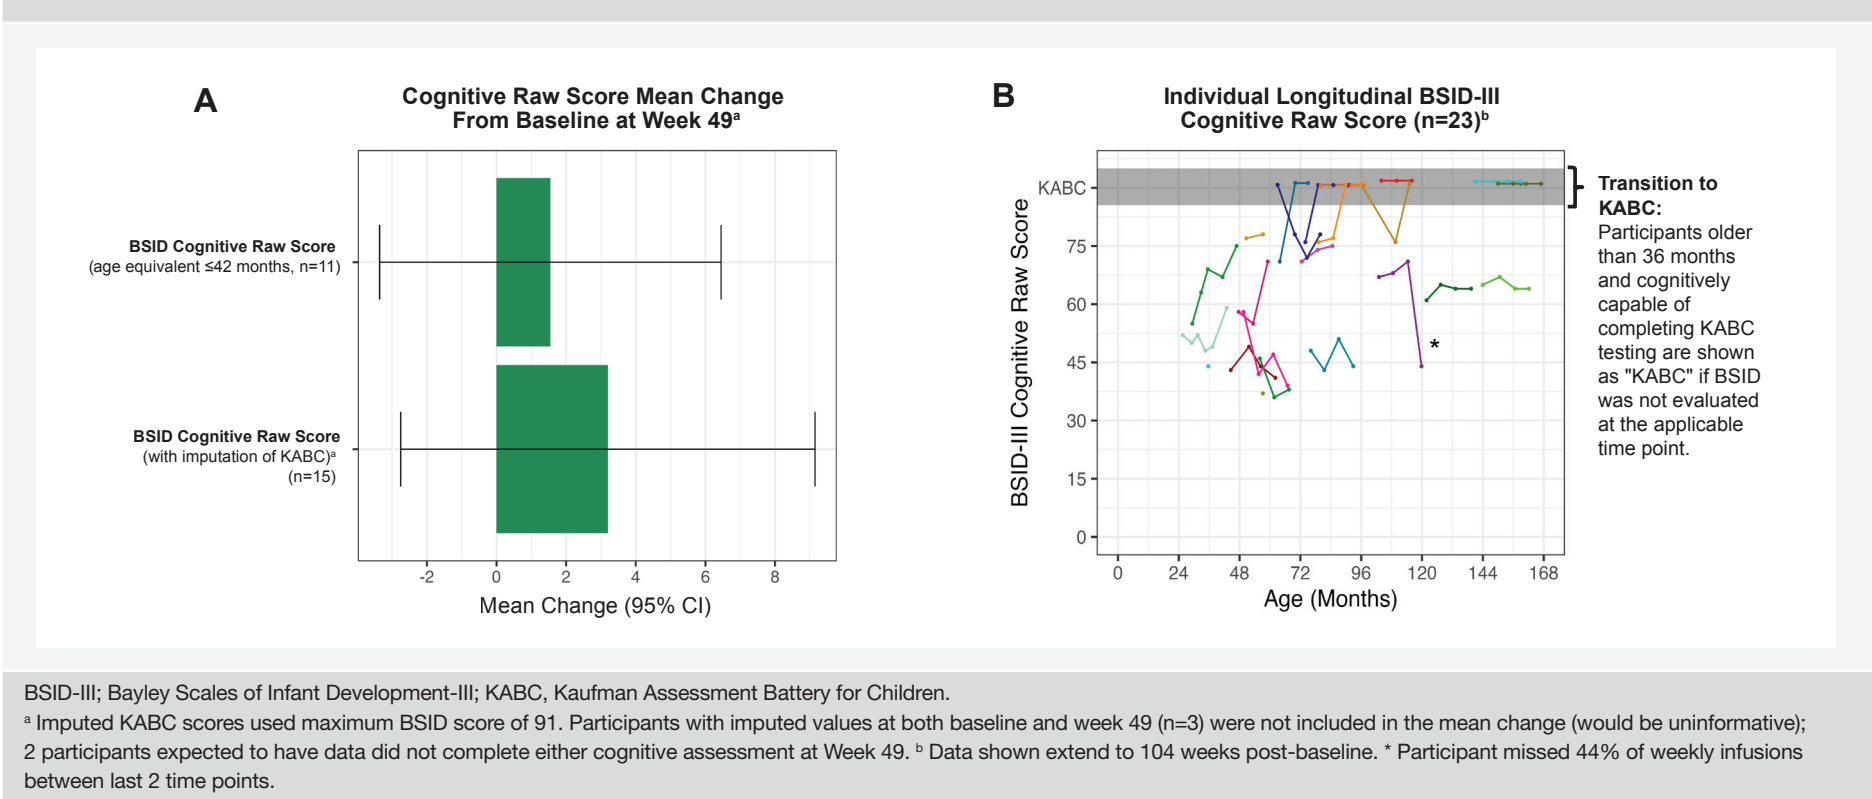 A
Cognitive Raw Score Mean Change
From Baseline at Week 49ᵃ
BSID Cognitive Raw Score
(age equivalent ≤42 months, n=11)
BSID Cognitive Raw Score
(with imputation of KABC)ᵃ
(n=15)
-2 0 2 4 6 8
Mean Change (95% CI)
B
Individual Longitudinal BSID-III
Cognitive Raw Score (n=23)ᵇ
BSID-III Cognitive Raw Score
KABC
75
60
45
30
15
0
*
0 24 48 72 96 120 144 168
Age (Months)
Transition to
KABC:
Participants older
than 36 months
and cognitively
capable of
completing KABC
testing are shown
as "KABC" if BSID
was not evaluated
at the applicable
time point.
BSID-III; Bayley Scales of Infant Development-III; KABC, Kaufman Assessment Battery for Children.
ᵃ Imputed KABC scores used maximum BSID score of 91. Participants with imputed values at both baseline and week 49 (n=3) were not included in the mean change (would be uninformative);
2 participants expected to have data did not complete either cognitive assessment at Week 49. ᵇ Data shown extend to 104 weeks post-baseline. * Participant missed 44% of weekly infusions
between last 2 time points.